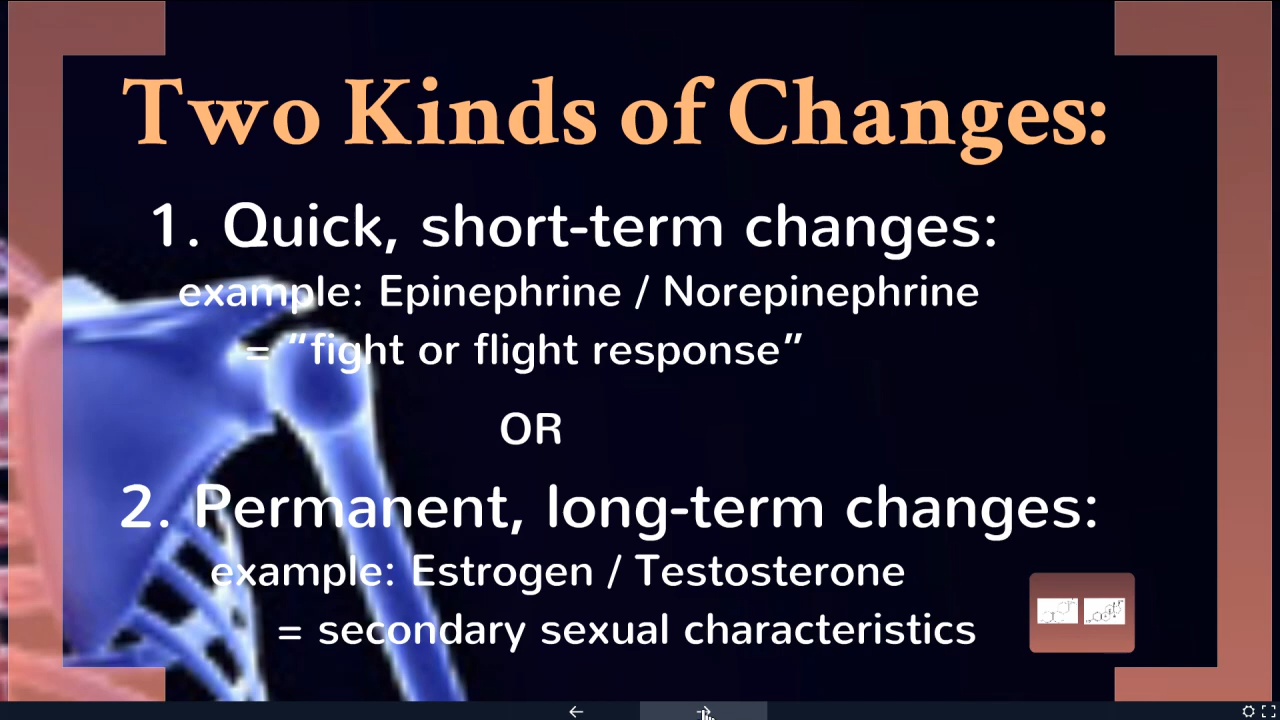 Two Kinds of Changes:
1. Quick, short-term changes:
example: Epinephrine / Norepinephrine
= "fight or flight response"
OR
2. Permanent, long-term changes:
example: Estrogen / Testosterone
= secondary sexual characteristics